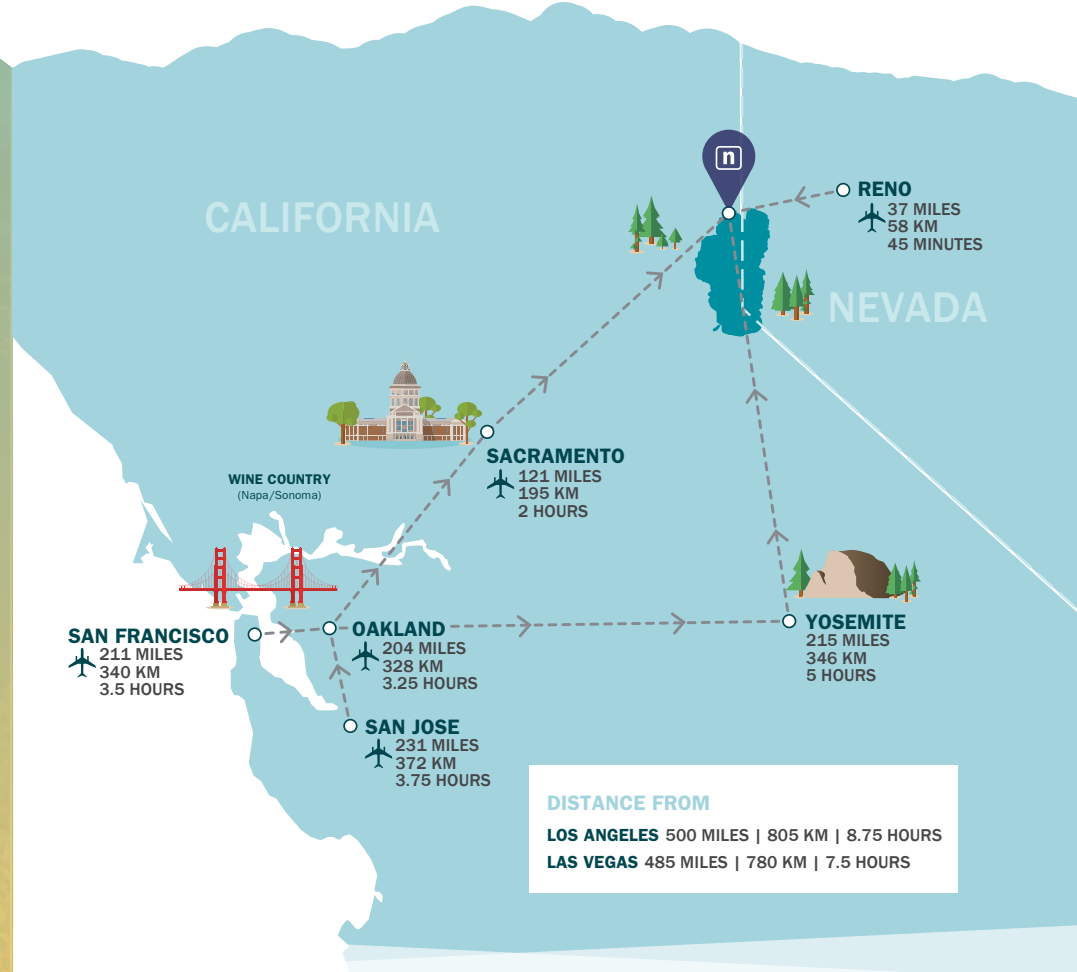 n
CALIFORNIA
RENO
37 MILES
58 KM
45 MINUTES
NEVADA
SACRAMENTO
121 MILES
195 KM
2 HOURS
WINE COUNTRY
(Napa/Sonoma)
SAN FRANCISCO
211 MILES
340 KM
3.5 HOURS
OAKLAND
204 MILES
328 KM
3.25 HOURS
YOSEMITE
215 MILES
346 KM
5 HOURS
SAN JOSE
231 MILES
372 KM
3.75 HOURS
DISTANCE FROM
LOS ANGELES 500 MILES | 805 KM | 8.75 HOURS
LAS VEGAS 485 MILES | 780 KM | 7.5 HOURS